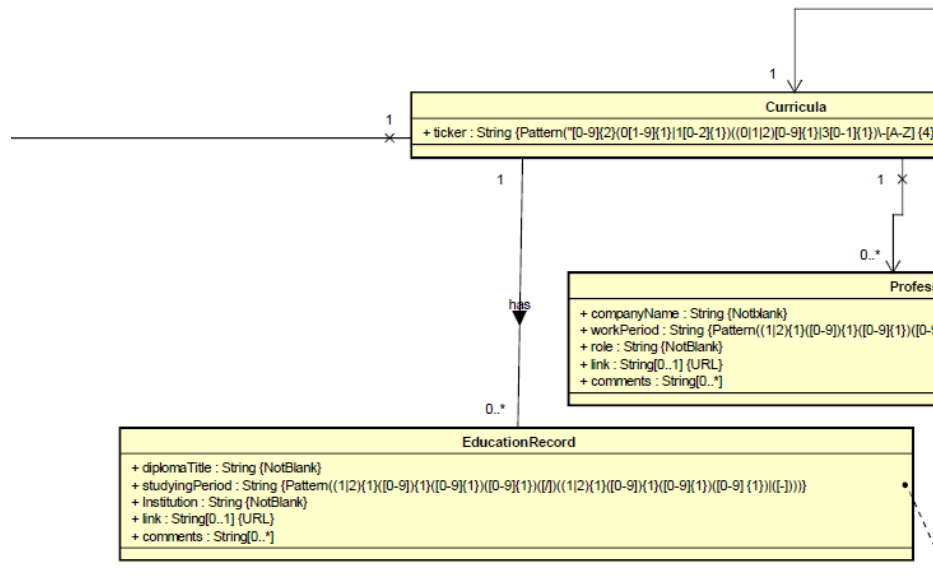 1
Curricula
1
+ ticker : String {Pattern("[0-9]{2}(0[1-9]{1}|1[0-2]{1})((0|1|2)[0-9]{1}|3[0-1]{1})\-[A-Z] {4}
1
1
0..*
Profess
has
+ companyName : String {Notblank}
+ workPeriod : String {Pattern((1|2){1}([0-9]){1}([0-9]{1})([0-9
+ role : String {NotBlank}
+ link : String[0..1] {URL}
+ comments : String[0..*]
0..*
EducationRecord
+ diplomaTitle : String {NotBlank}
+ studyingPeriod : String {Pattern((1|2){1}([0-9]){1}([0-9]{1})([0-9]{1})([/])((1|2){1}([0-9]){1}([0-9]{1})([0-9] {1})|([-])))}
+ Institution : String {NotBlank}
+ link : String[0..1] {URL}
+ comments : String[0..*]